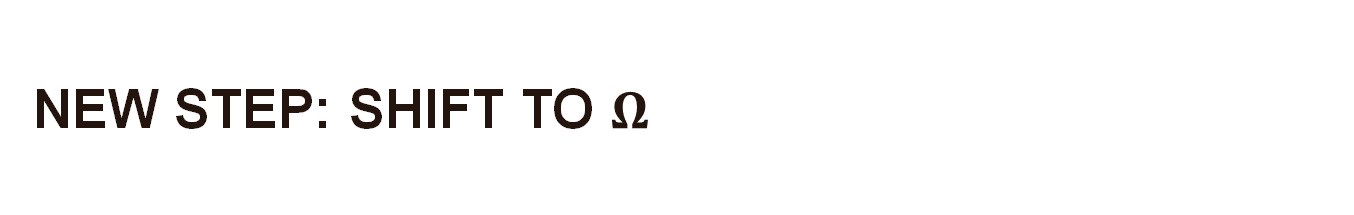 NEW STEP: SHIFT TO Ω